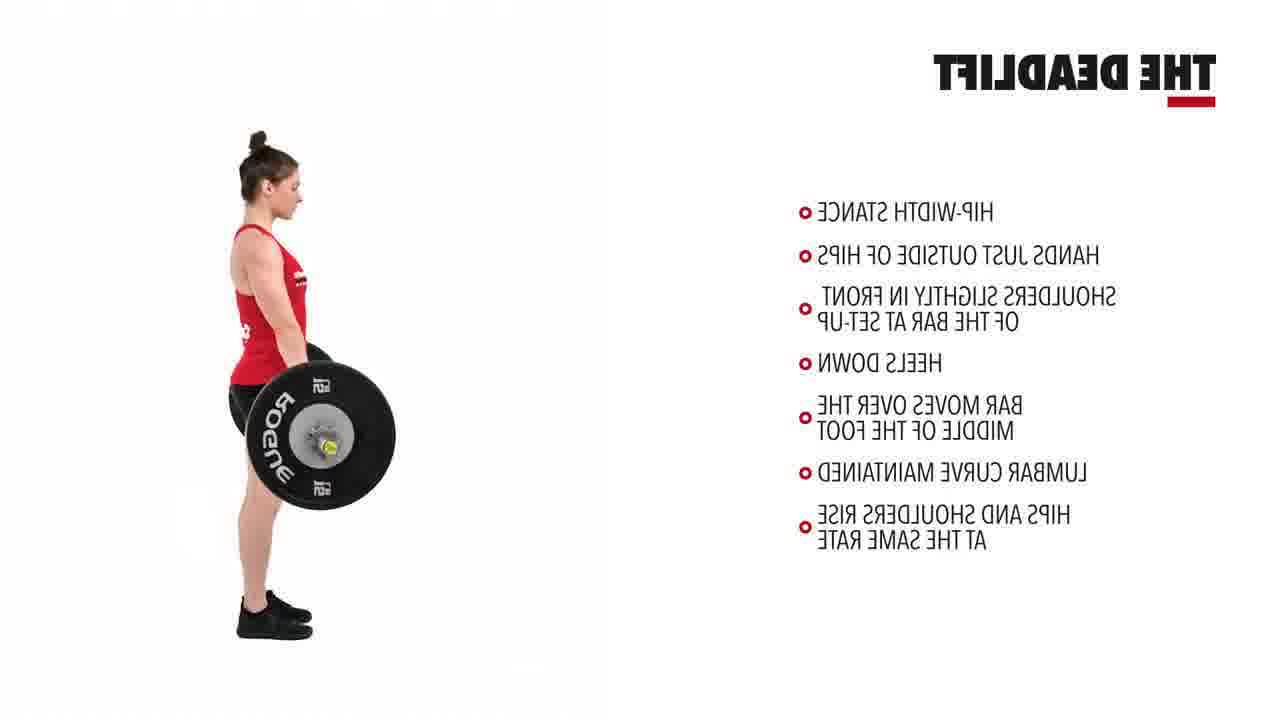 THE DEADLIFT
HIP-WIDTH STANCE
HANDS JUST OUTSIDE OF HIPS
SHOULDERS SLIGHTLY IN FRONT
OF THE BAR AT SET-UP
HEELS DOWN
BAR MOVES OVER THE
MIDDLE OF THE FOOT
LUMBAR CURVE MAINTAINED
HIPS AND SHOULDERS RISE
AT THE SAME RATE
ROGUE